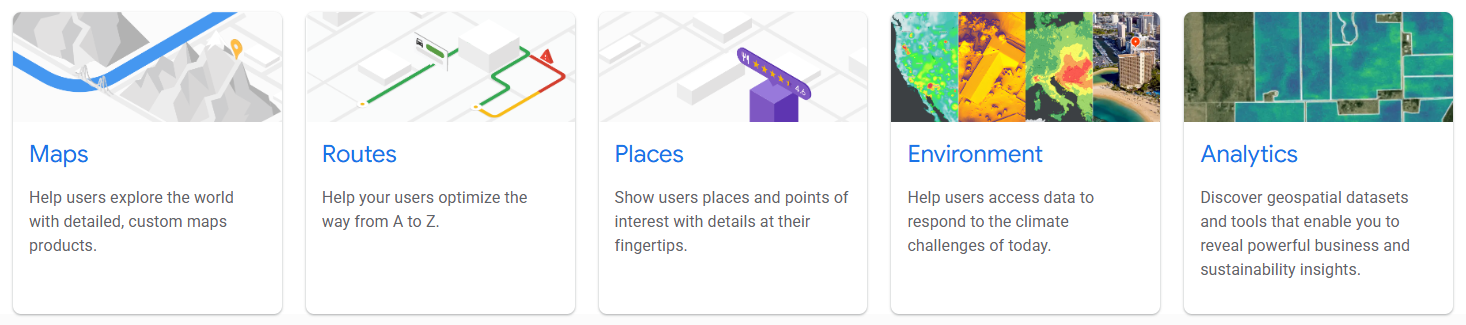 Maps
Help users explore the world
with detailed, custom maps
products.
Routes
Help your users optimize the
way from A to Z.
Places
Show users places and points of
interest with details at their
fingertips.
Environment
Help users access data to
respond to the climate
challenges of today.
Analytics
Discover geospatial datasets
and tools that enable you to
reveal powerful business and
sustainability insights.